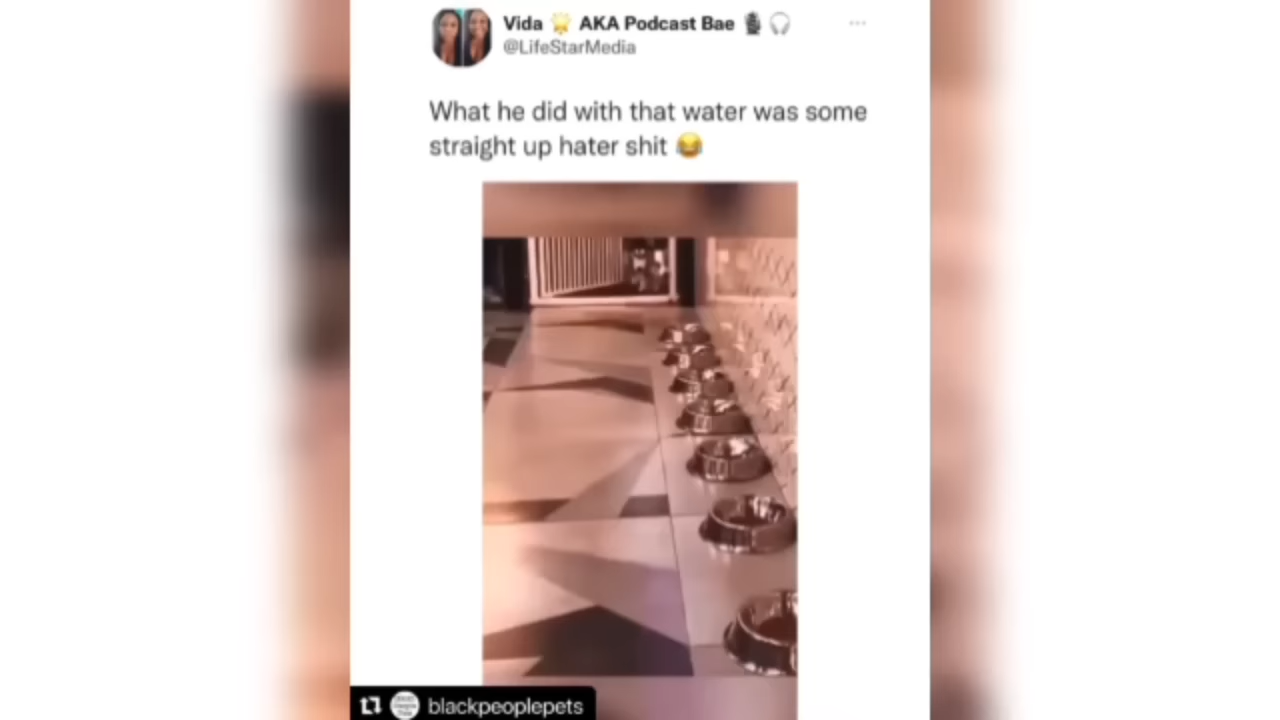 Vida 🌟 AKA Podcast Bae 🎙️🎧
@LifeStarMedia
What he did with that water was some
straight up hater shit 😂
blackpeoplepets